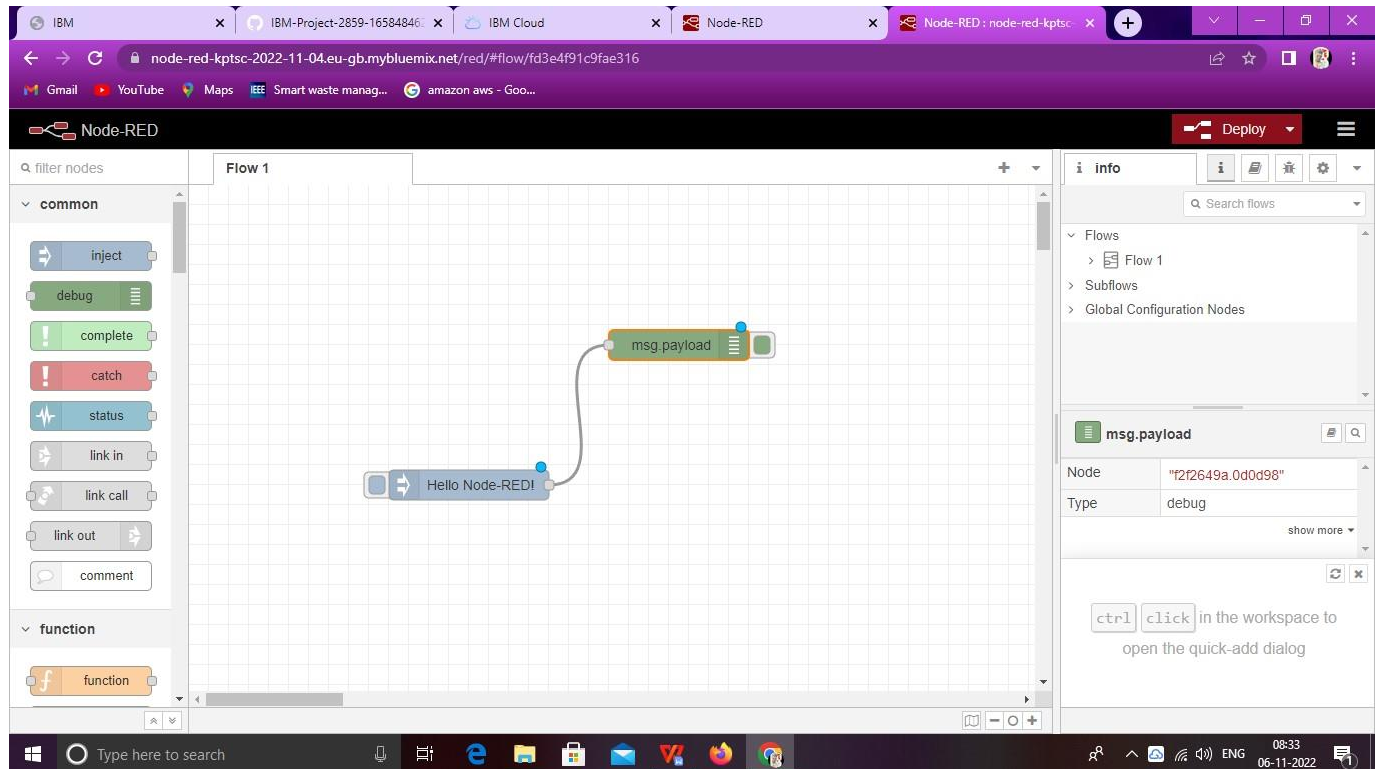 IBM
IBM-Project-2859-165848462
IBM Cloud
Node-RED
Node-RED : node-red-kptsc-
node-red-kptsc-2022-11-04.eu-gb.mybluemix.net/red/#flow/fd3e4f91c9fae316
Gmail
YouTube
Maps
IEEE Smart waste manag...
G amazon aws - Goo...
Node-RED
Deploy
filter nodes
Flow 1
i info
i
Search flows
common
inject
debug
complete
catch
status
link in
link call
link out
comment
function
f function
msg.payload
Hello Node-RED!
Flows
Flow 1
Subflows
Global Configuration Nodes
msg.payload
Node "f2f2649a.0d0d98"
Type debug
show more
ctrl click in the workspace to
open the quick-add dialog
Type here to search
ENG
08:33
06-11-2022
1